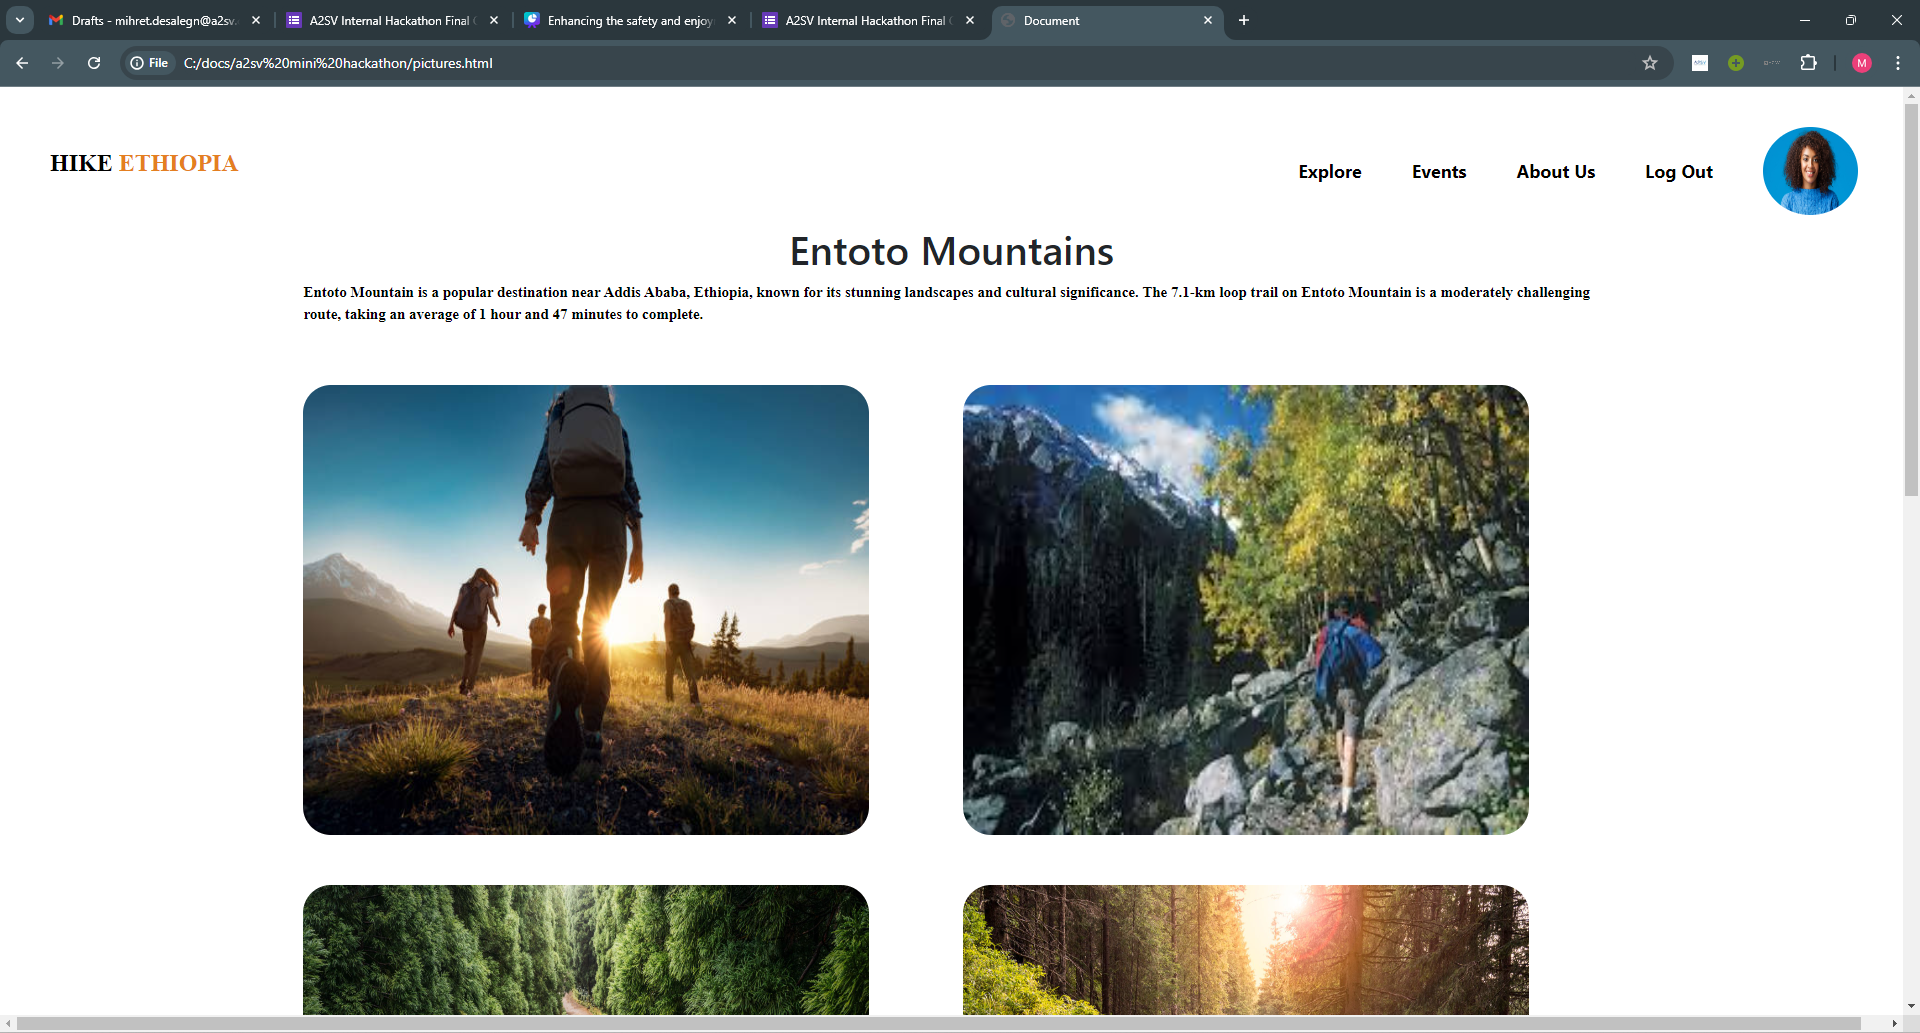 Drafts - mihret.desalegn@a2sv.
A2SV Internal Hackathon Final
Enhancing the safety and enjoy
A2SV Internal Hackathon Final
Document
File
C:/docs/a2sv%20mini%20hackathon/pictures.html
M
HIKE ETHIOPIA
Explore
Events
About Us
Log Out
Entoto Mountains
Entoto Mountain is a popular destination near Addis Ababa, Ethiopia, known for its stunning landscapes and cultural significance. The 7.1-km loop trail on Entoto Mountain is a moderately challenging
route, taking an average of 1 hour and 47 minutes to complete.